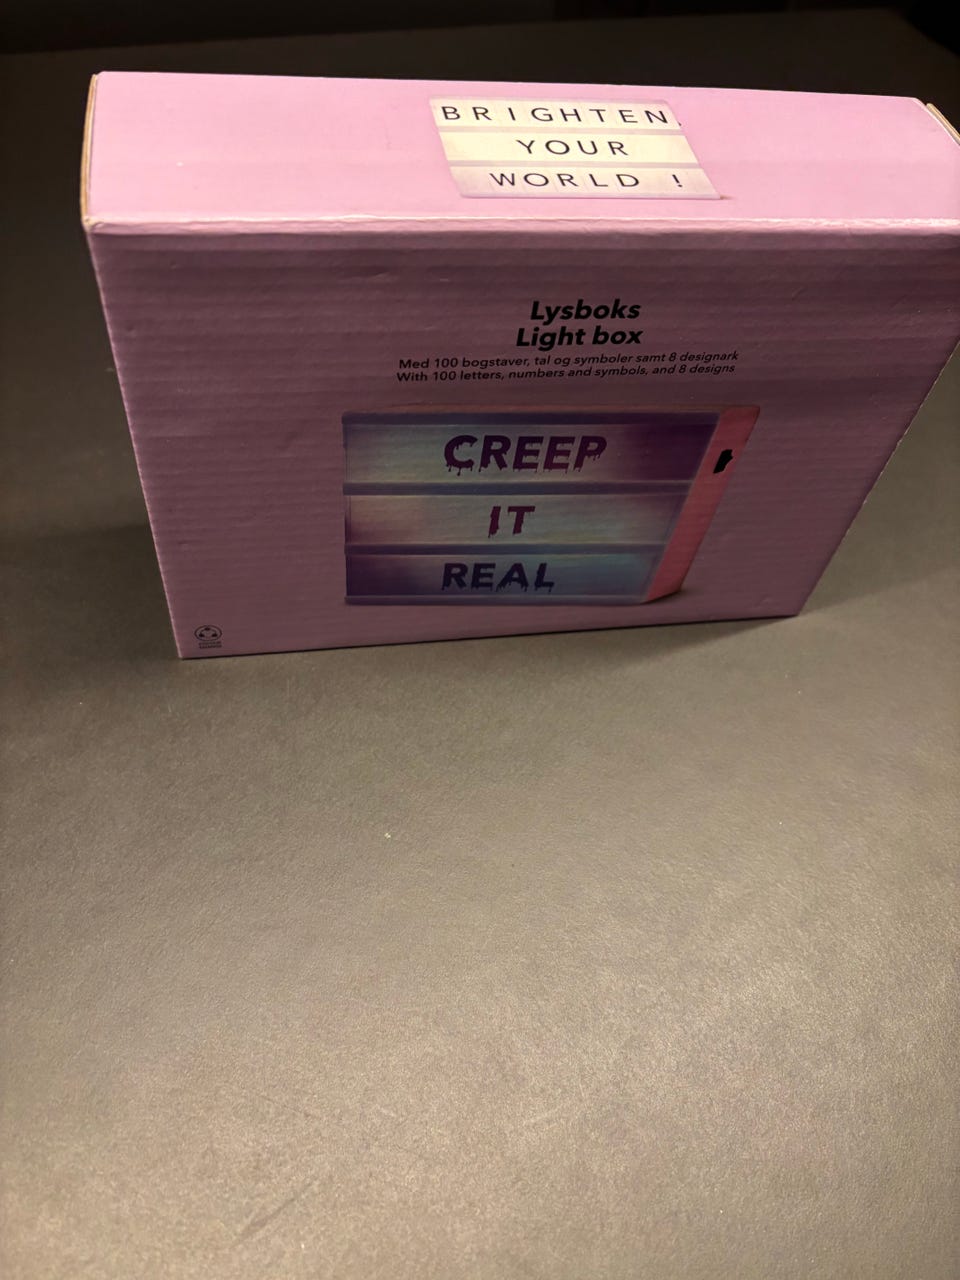 BRIGHTEN.
YOUR
WORLD !
Lysboks
Light box
Med 100 bogstaver, tal og symboler samt 8 designark
With 100 letters, numbers and symbols, and 8 designs
CREEP
IT
REAL